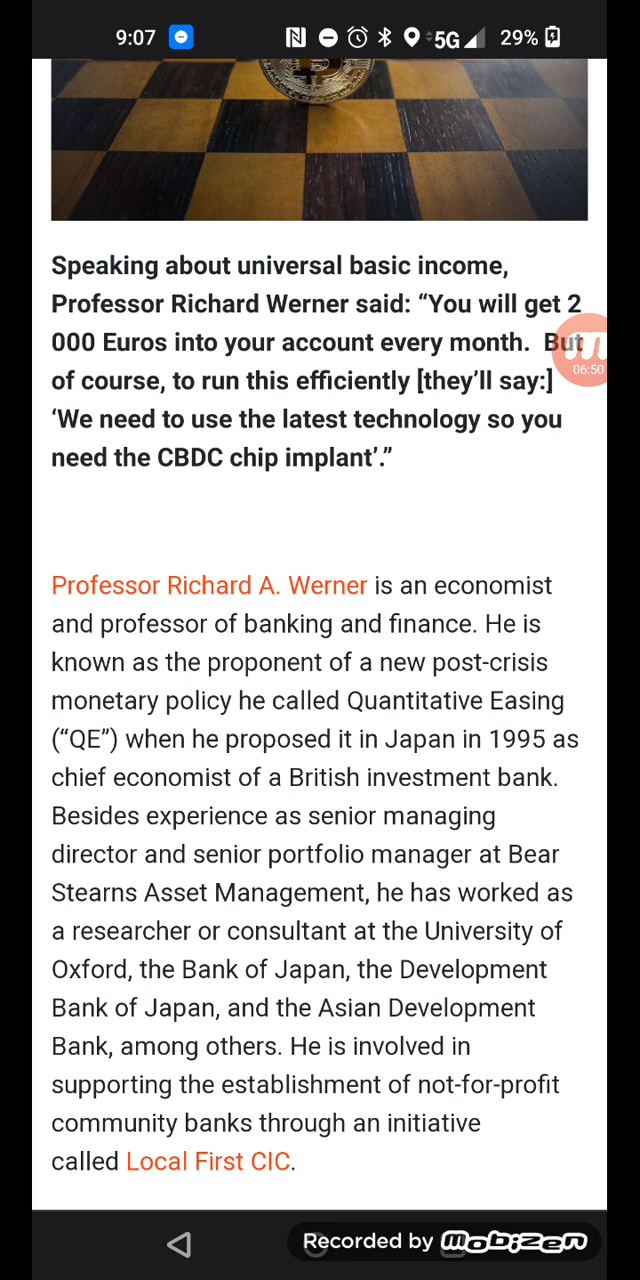 9:07 5G 29%
Speaking about universal basic income,
Professor Richard Werner said: “You will get 2
000 Euros into your account every month.  But
of course, to run this efficiently [they’ll say:]
06:50
‘We need to use the latest technology so you
need the CBDC chip implant’.”
Professor Richard A. Werner is an economist
and professor of banking and finance. He is
known as the proponent of a new post-crisis
monetary policy he called Quantitative Easing
(“QE”) when he proposed it in Japan in 1995 as
chief economist of a British investment bank.
Besides experience as senior managing
director and senior portfolio manager at Bear
Stearns Asset Management, he has worked as
a researcher or consultant at the University of
Oxford, the Bank of Japan, the Development
Bank of Japan, and the Asian Development
Bank, among others. He is involved in
supporting the establishment of not-for-profit
community banks through an initiative
called Local First CIC.
Recorded by mobizen